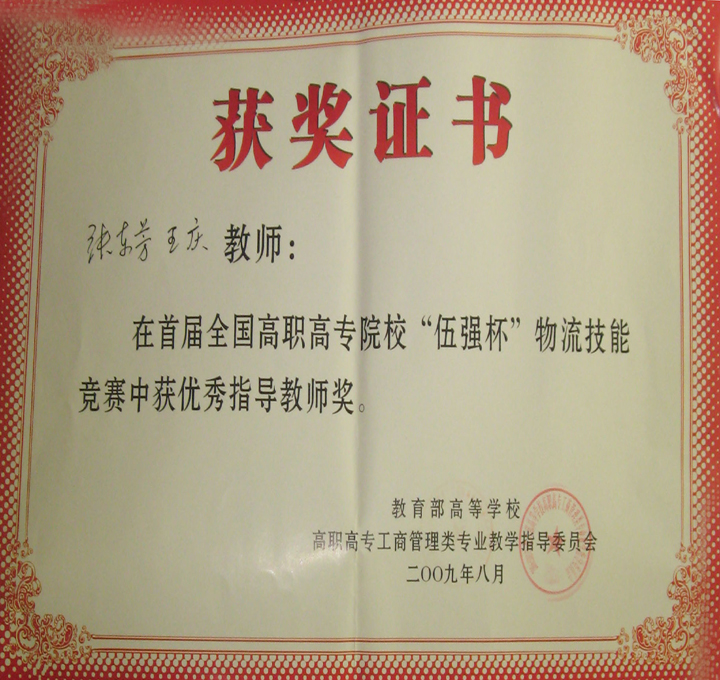 获奖证书
张东芳 王庆 教师：
在首届全国高职高专院校“伍强杯”物流技能
竞赛中获优秀指导教师奖。
教育部高等学校
高职高专工商管理类专业教学指导委员会
二〇〇九年八月